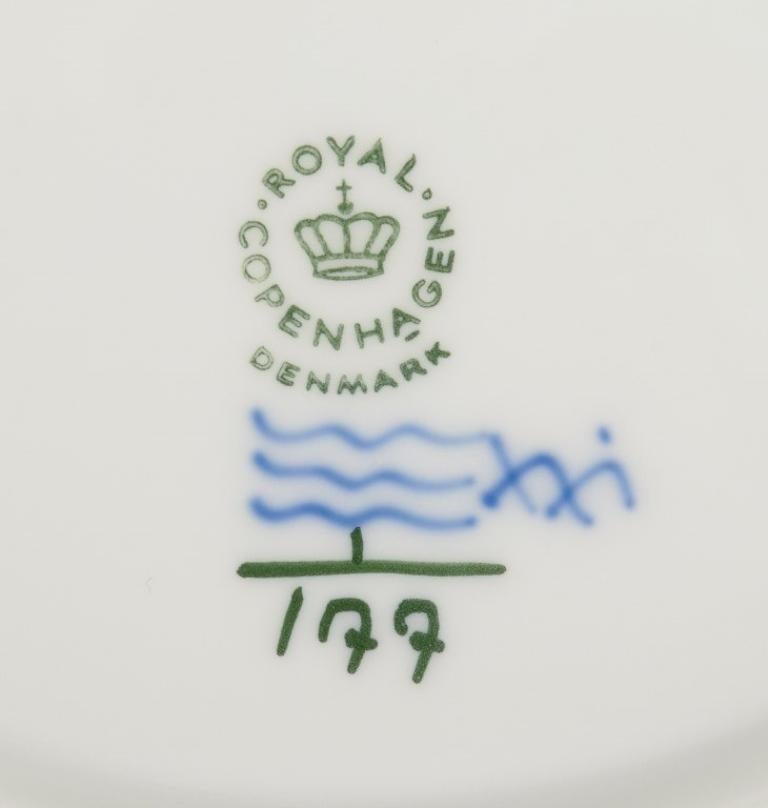 · ROYAL ·
COPENHAGEN
DENMARK
1
177